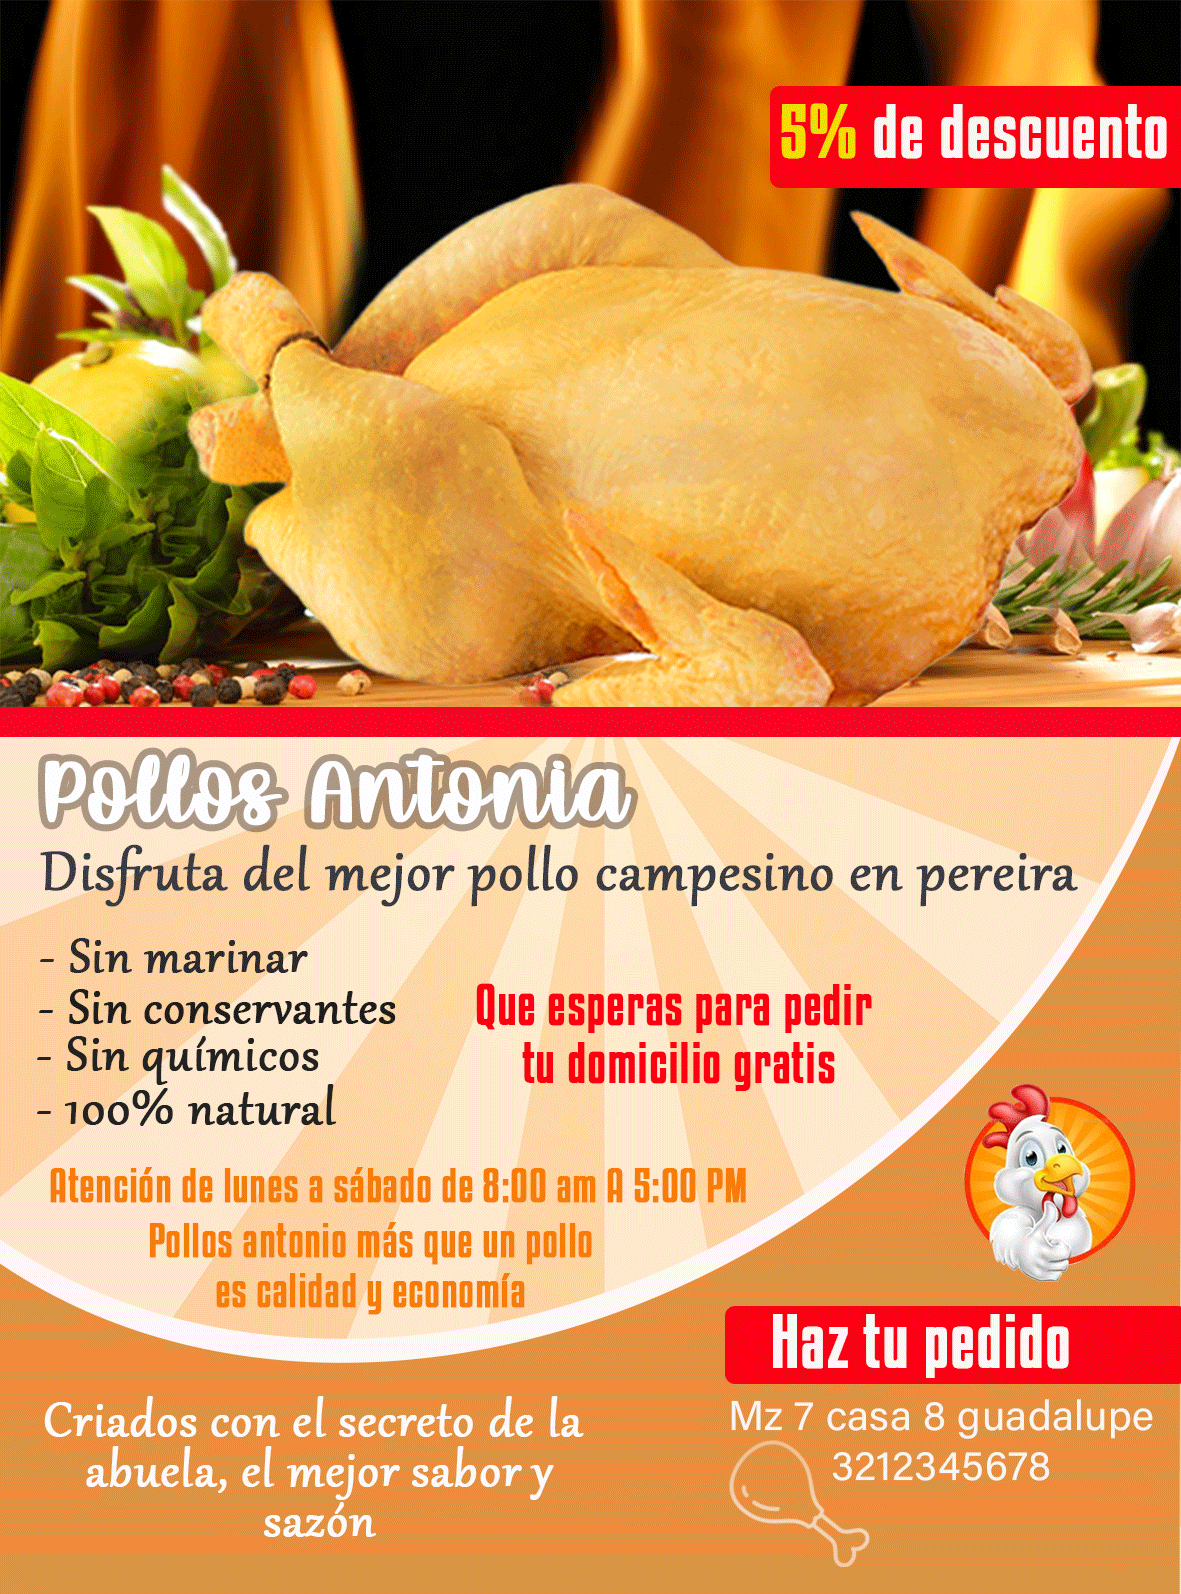 5% de descuento
Pollos Antonia
Disfruta del mejor pollo campesino en pereira
- Sin marinar
- Sin conservantes
- Sin químicos
- 100% natural
Que esperas para pedir
tu domicilio gratis
Atención de lunes a sábado de 8:00 am A 5:00 PM
Pollos antonio más que un pollo
es calidad y economía
Haz tu pedido
Mz 7 casa 8 guadalupe
3212345678
Criados con el secreto de la
abuela, el mejor sabor y
sazón